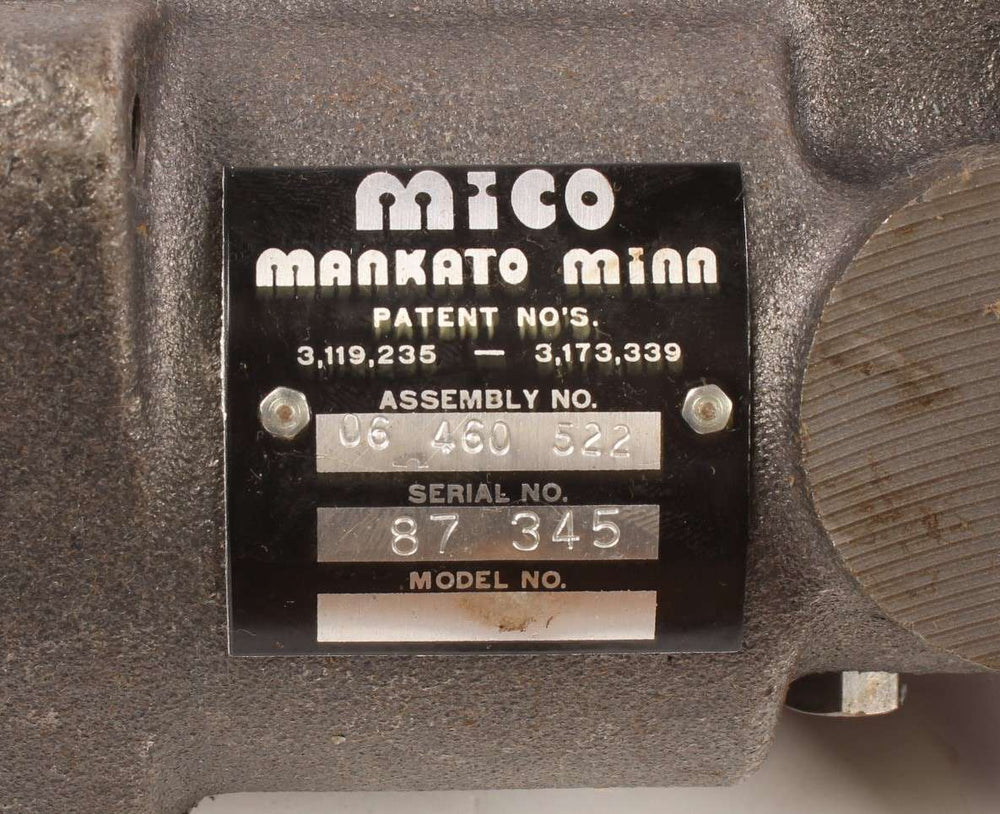 MICO
MANKATO MINN
PATENT NO'S.
3,119,235 — 3,173,339
ASSEMBLY NO.
06 460 522
SERIAL NO.
87 345
MODEL NO.